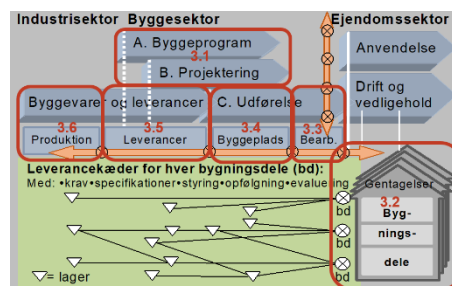 Industrisektor Byggesektor Ejendomssektor
A. Byggeprogram
3.1
B. Projektering
Anvendelse
Drift og
vedligehold
Byggevarer og leverancer C. Udførelse
3.6 3.5 3.4 3.3
Produktion Leverancer Byggeplads Bearb.
Leverancekæder for hver bygningsdele (bd):
Med: •krav•specifikationer•styring•opfølgning•evaluering
Gentagelser
3.2
bd
Byg-
nings-
bd
dele
bd
= lager